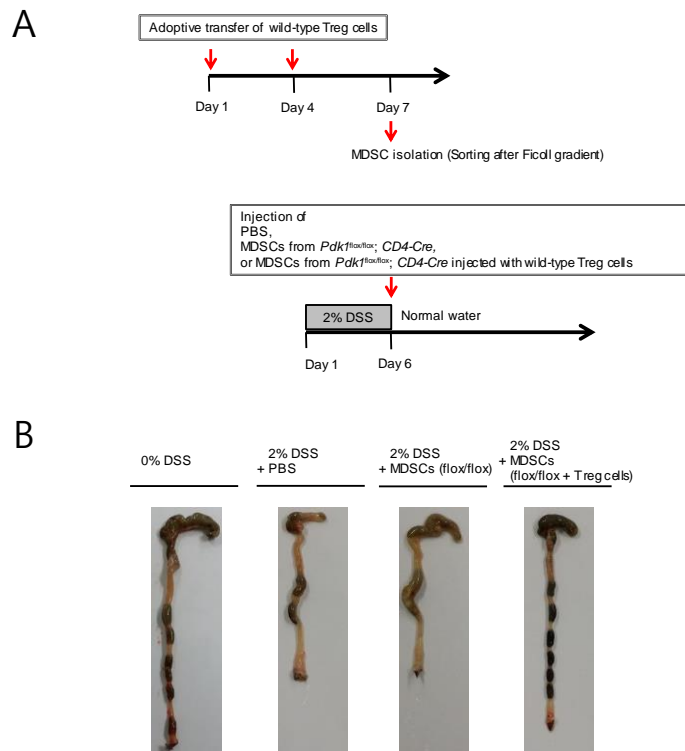 A
Adoptive transfer of wild-type Treg cells
Day 1
Day 4
Day 7
MDSC isolation (Sorting after Ficoll gradient)
Injection of
PBS,
MDSCs from Pdk1flox/flox; CD4-Cre,
or MDSCs from Pdk1flox/flox; CD4-Cre injected with wild-type Treg cells
2% DSS
Normal water
Day 1
Day 6
B
0% DSS
2% DSS
+ PBS
2% DSS
+ MDSCs (flox/flox)
2% DSS
+ MDSCs
(flox/flox + Treg cells)